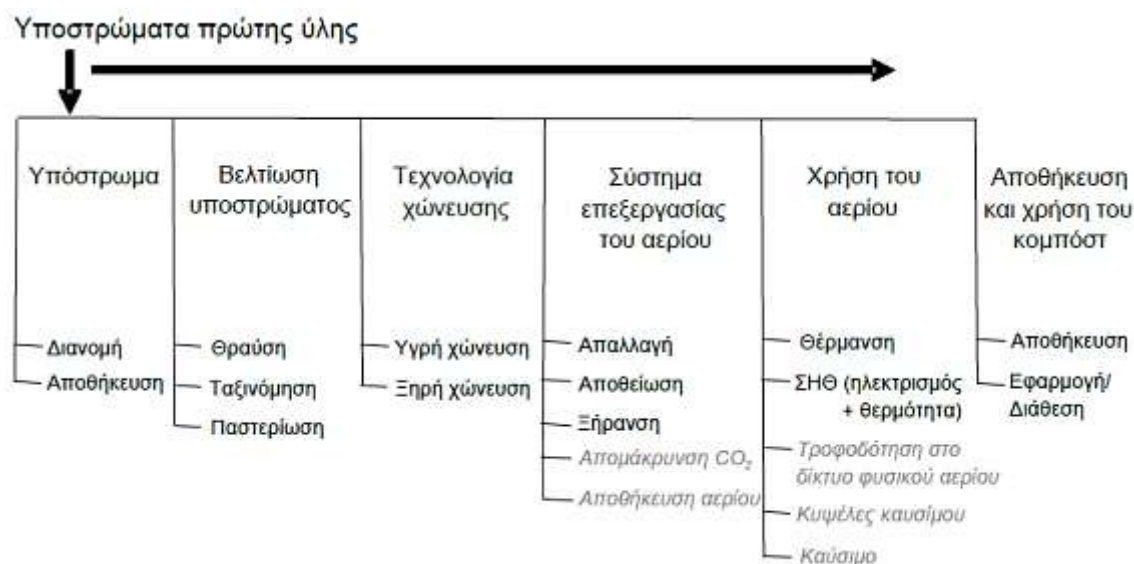 Υποστρώματα πρώτης ύλης
Υπόστρωμα
Διανομή
Αποθήκευση
Βελτίωση
υποστρώματος
Θραύση
Ταξινόμηση
Παστερίωση
Τεχνολογία
χώνευσης
Υγρή χώνευση
Ξηρή χώνευση
Σύστημα
επεξεργασίας
του αερίου
Απαλλαγή
Αποθείωση
Ξήρανση
Απομάκρυνση CO₂
Αποθήκευση αερίου
Χρήση του
αερίου
Θέρμανση
ΣΗΘ (ηλεκτρισμός
+ θερμότητα)
Τροφοδότηση στο
δίκτυο φυσικού αερίου
Κυψέλες καυσίμου
Καύσιμο
Αποθήκευση
και χρήση του
κομπόστ
Αποθήκευση
Εφαρμογή/
Διάθεση